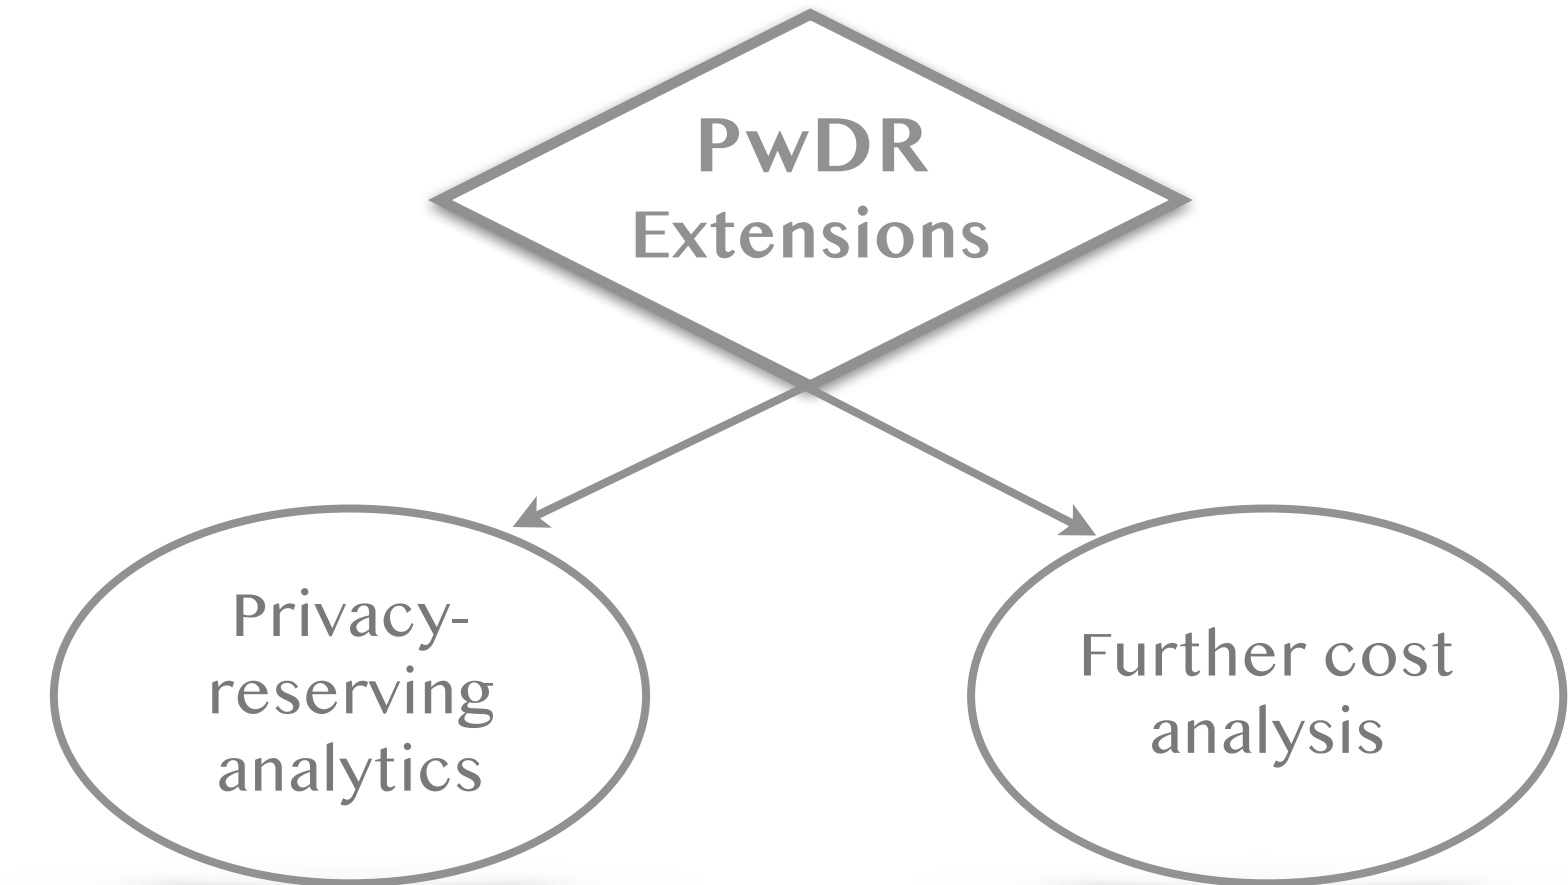 PwDR
Extensions
Privacy-
reserving
analytics
Further cost
analysis